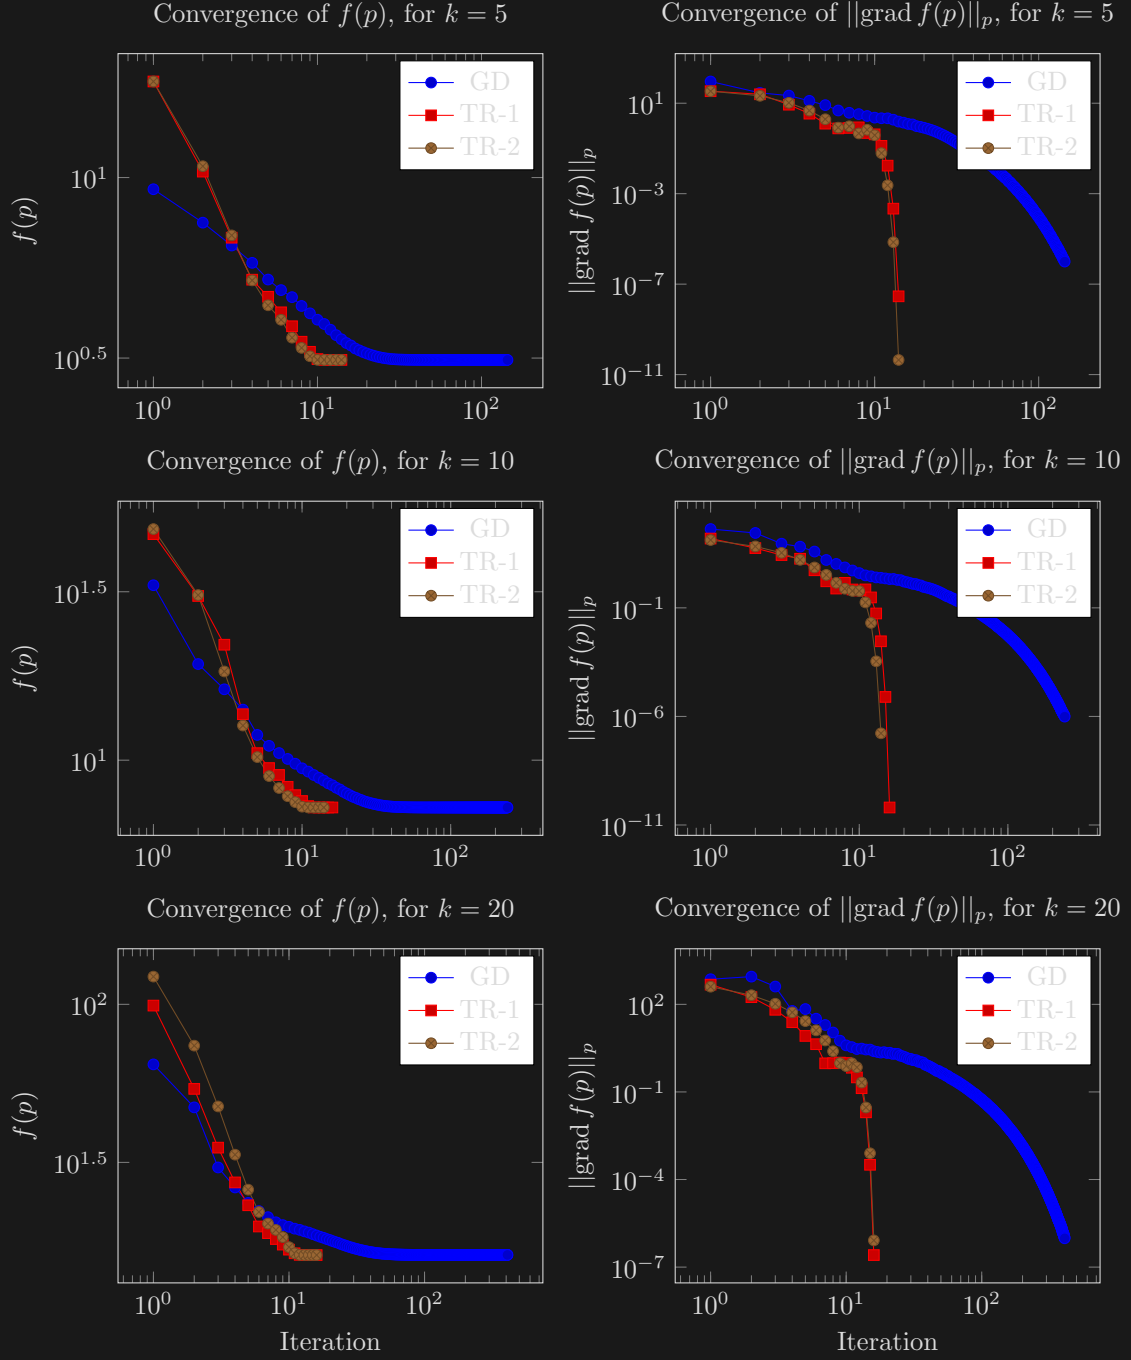 Convergence of f(p), for k = 5
Convergence of ||grad f(p)||_p, for k = 5
GD
TR-1
TR-2
10^1
10^0.5
f(p)
10^0
10^1
10^2
GD
TR-1
TR-2
10^1
10^−3
10^−7
10^−11
||grad f(p)||_p
10^0
10^1
10^2
Convergence of f(p), for k = 10
Convergence of ||grad f(p)||_p, for k = 10
GD
TR-1
TR-2
10^1.5
10^1
f(p)
10^0
10^1
10^2
GD
TR-1
TR-2
10^−1
10^−6
10^−11
||grad f(p)||_p
10^0
10^1
10^2
Convergence of f(p), for k = 20
Convergence of ||grad f(p)||_p, for k = 20
GD
TR-1
TR-2
10^2
10^1.5
f(p)
10^0
10^1
10^2
Iteration
GD
TR-1
TR-2
10^2
10^−1
10^−4
10^−7
||grad f(p)||_p
10^0
10^1
10^2
Iteration